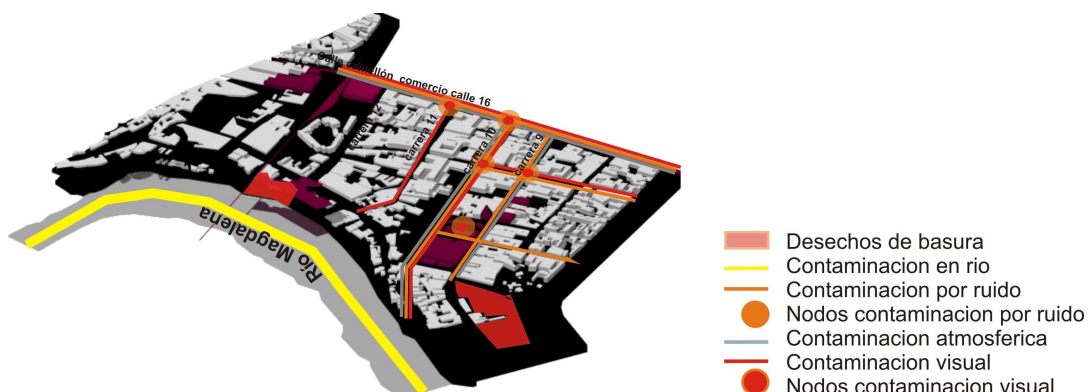 comercio calle 16
carrera 12
carrera 11
carrera 10
carrera 9
Río Magdalena
Desechos de basura
Contaminacion en rio
Contaminacion por ruido
Nodos contaminacion por ruido
Contaminacion atmosferica
Contaminacion visual
Nodos contaminacion visual